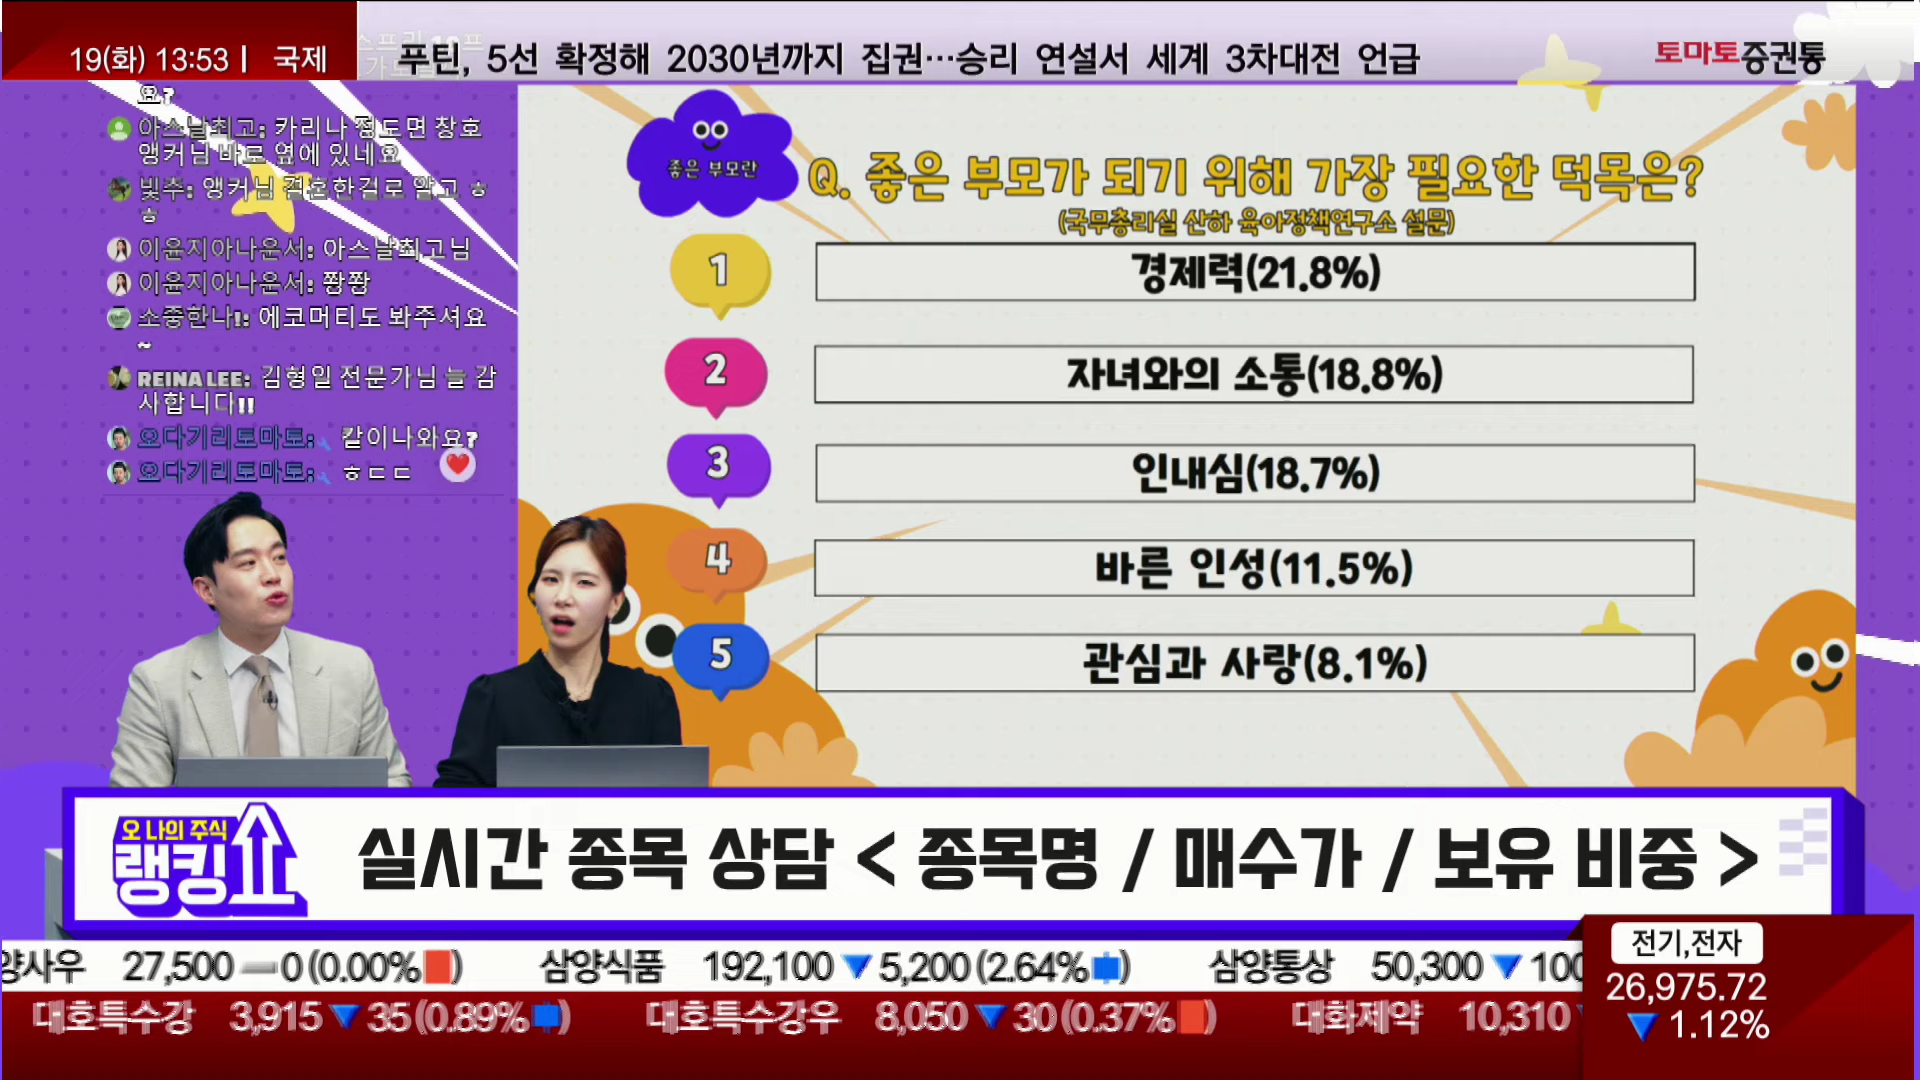 19(화) 13:53 | 국제
푸틴, 5선 확정해 2030년까지 집권…승리 연설서 세계 3차대전 언급
토마토증권통
요?
아스날최고: 카리나 정도면 창호
앵커님 바로 옆에 있네요
빛추: 앵커님 결혼한걸로 알고 ㅎ
ㅎ
이윤지아나운서: 아스날최고님
이윤지아나운서: 쫭쫭
소중한나!: 에코머티도 봐주셔요
~
REINA LEE: 김형일 전문가님 늘 감
사합니다!!
오다기리토마토: 칼이나와요?
오다기리토마토: ㅎㄷㄷ
좋은 부모란
Q. 좋은 부모가 되기 위해 가장 필요한 덕목은?
(국무총리실 산하 육아정책연구소 설문)
1 경제력(21.8%)
2 자녀와의 소통(18.8%)
3 인내심(18.7%)
4 바른 인성(11.5%)
5 관심과 사랑(8.1%)
오 나의 주식
랭킹쇼
실시간 종목 상담 < 종목명 / 매수가 / 보유 비중 >
양사우 27,500 0 (0.00%) 삼양식품 192,100 ▼ 5,200 (2.64%) 삼양통상 50,300 ▼ 100
대호특수강 3,915 ▼ 35 (0.89%) 대호특수강우 8,050 ▼ 30 (0.37%) 대화제약 10,310
전기,전자
26,975.72
▼ 1.12%